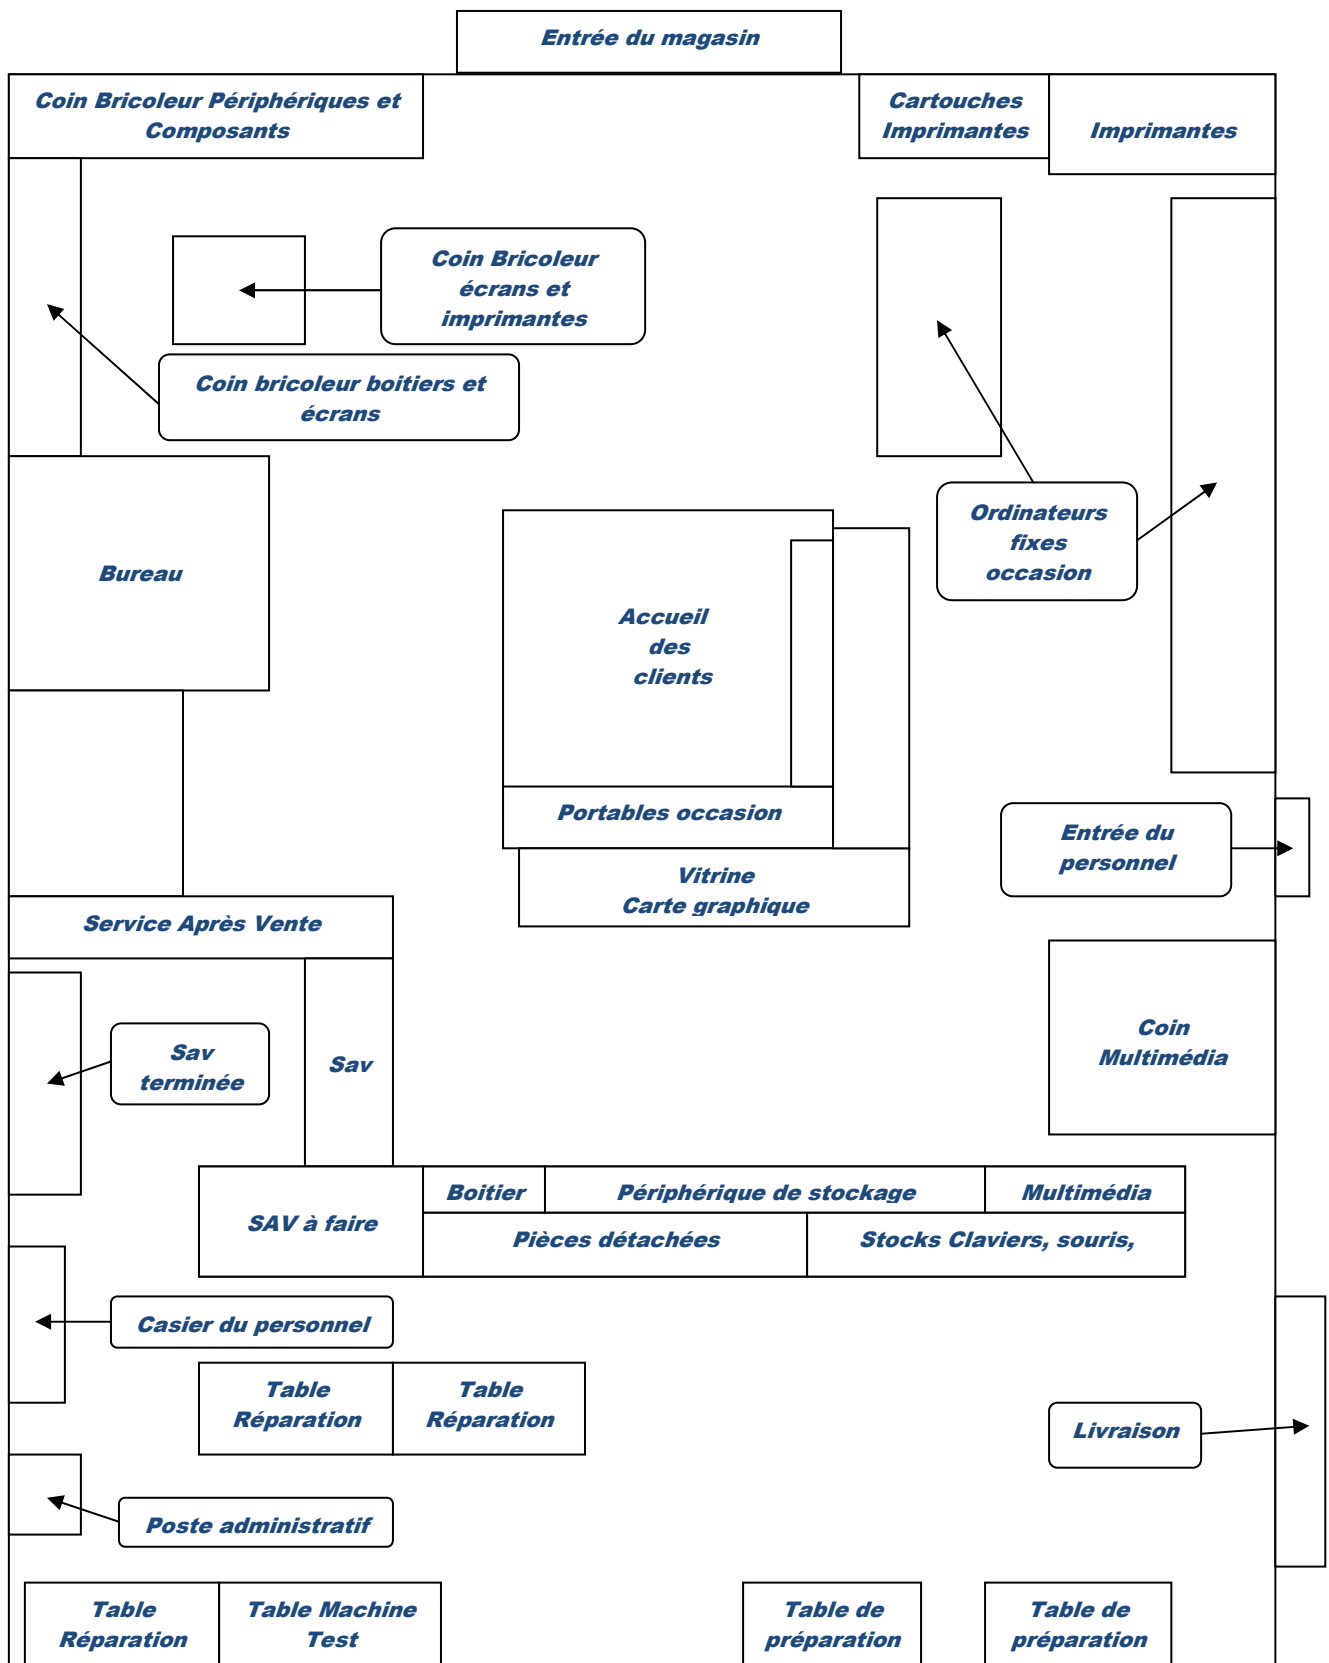 Entrée du magasin
Coin Bricoleur Périphériques et
Composants
Cartouches
Imprimantes
Imprimantes
Coin Bricoleur
écrans et
imprimantes
Coin bricoleur boitiers et
écrans
Ordinateurs
fixes
occasion
Bureau
Accueil
des
clients
Portables occasion
Entrée du
personnel
Vitrine
Carte graphique
Service Après Vente
Coin
Multimédia
Sav
terminée
Sav
SAV à faire
Boitier
Périphérique de stockage
Multimédia
Pièces détachées
Stocks Claviers, souris,
Casier du personnel
Table
Réparation
Table
Réparation
Livraison
Poste administratif
Table
Réparation
Table Machine
Test
Table de
préparation
Table de
préparation